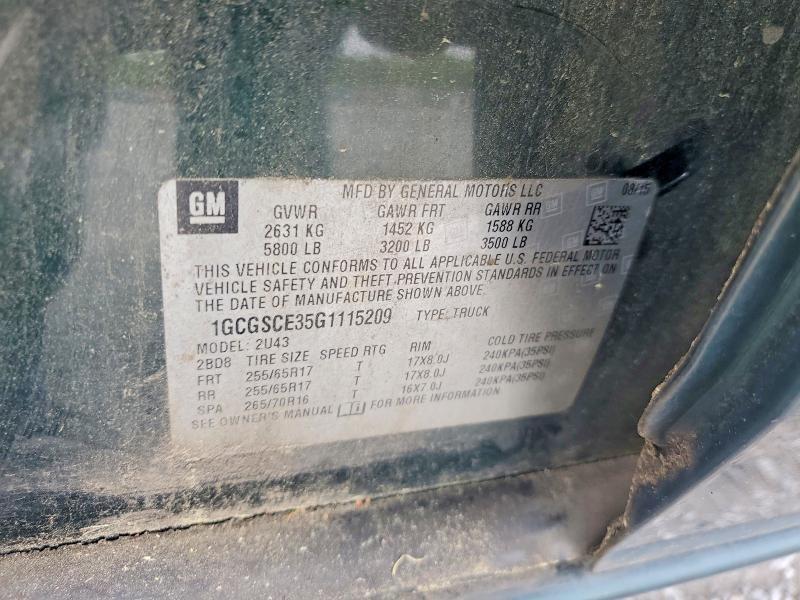 GM
MFD BY GENERAL MOTORS LLC 08/15
GVWR GAWR FRT GAWR RR
2631 KG 1452 KG 1588 KG
5800 LB 3200 LB 3500 LB
THIS VEHICLE CONFORMS TO ALL APPLICABLE U.S. FEDERAL MOTOR
VEHICLE SAFETY AND THEFT PREVENTION STANDARDS IN EFFECT ON
THE DATE OF MANUFACTURE SHOWN ABOVE.
1GCGSCE35G1115209 TYPE: TRUCK
MODEL: 2U43
2BD8 TIRE SIZE SPEED RTG RIM COLD TIRE PRESSURE
FRT 255/65R17 T 17X8.0J 240KPA(35PSI)
RR 255/65R17 T 17X8.0J 240KPA(35PSI)
SPA 265/70R16 T 16X7.0J 240KPA(35PSI)
SEE OWNER'S MANUAL FOR MORE INFORMATION